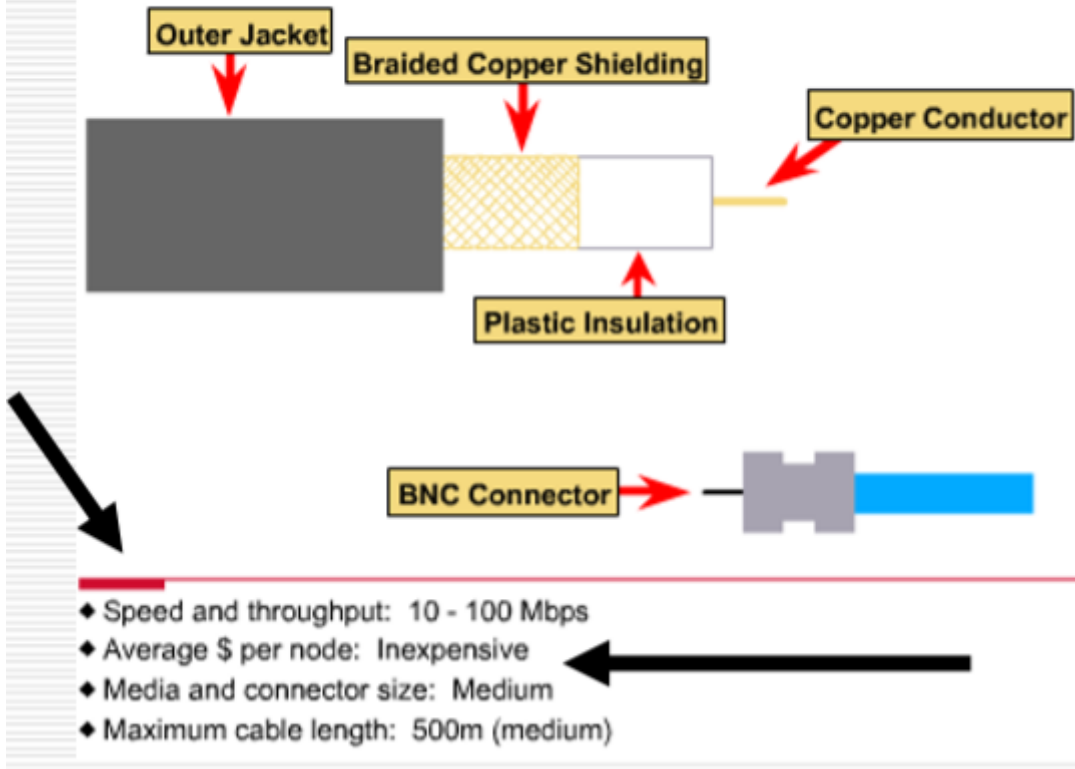 Outer Jacket
Braided Copper Shielding
Copper Conductor
Plastic Insulation
BNC Connector
◆ Speed and throughput: 10 - 100 Mbps
◆ Average $ per node: Inexpensive
◆ Media and connector size: Medium
◆ Maximum cable length: 500m (medium)